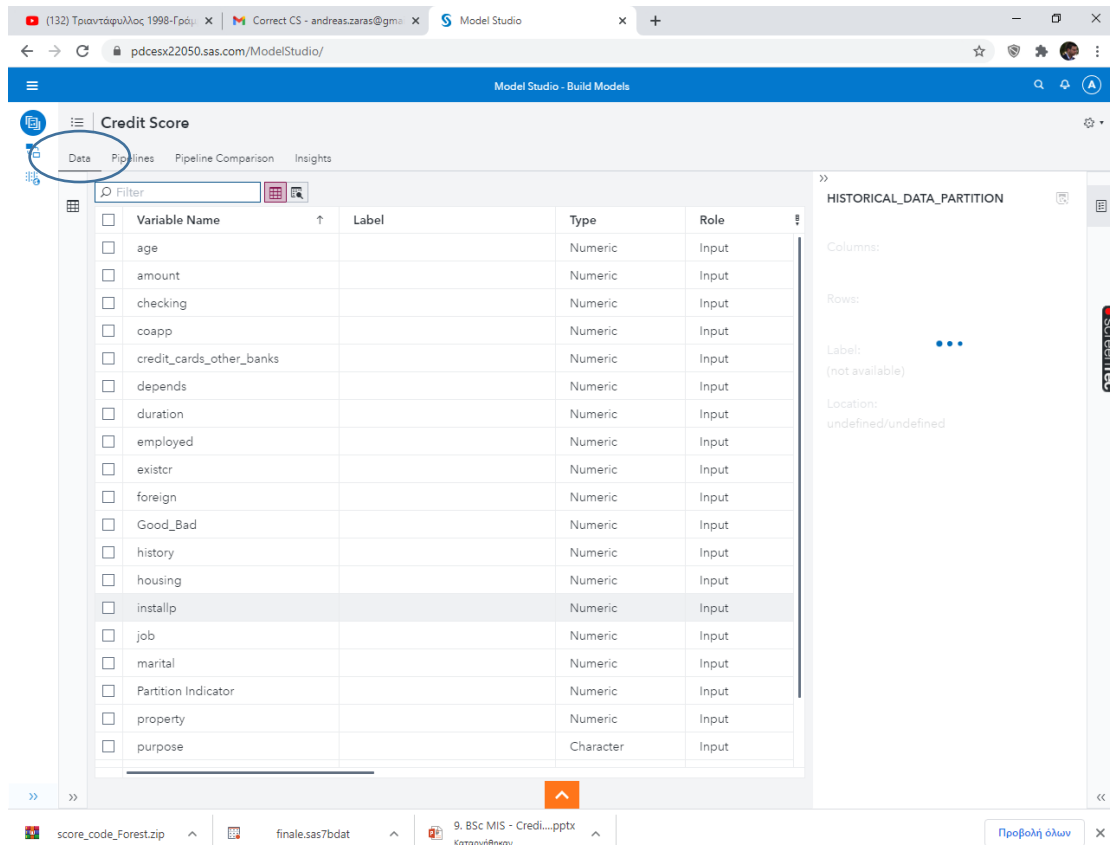 (132) Τριαντάφυλλος 1998-Γράμ
Correct CS - andreas.zaras@gma
Model Studio
pdcesx22050.sas.com/ModelStudio/
Model Studio - Build Models
A
Credit Score
Data Pipelines Pipeline Comparison Insights
Filter
HISTORICAL_DATA_PARTITION
Variable Name Label Type Role
age Numeric Input
amount Numeric Input
checking Numeric Input
coapp Numeric Input
credit_cards_other_banks Numeric Input
depends Numeric Input
duration Numeric Input
employed Numeric Input
existcr Numeric Input
foreign Numeric Input
Good_Bad Numeric Input
history Numeric Input
housing Numeric Input
installp Numeric Input
job Numeric Input
marital Numeric Input
Partition Indicator Numeric Input
property Numeric Input
purpose Character Input
Columns:
Rows:
Label:
(not available)
Location:
undefined/undefined
screenrec
score_code_Forest.zip
finale.sas7bdat
9. BSc MIS - Credi....pptx
Καταργήθηκαν
Προβολή όλων